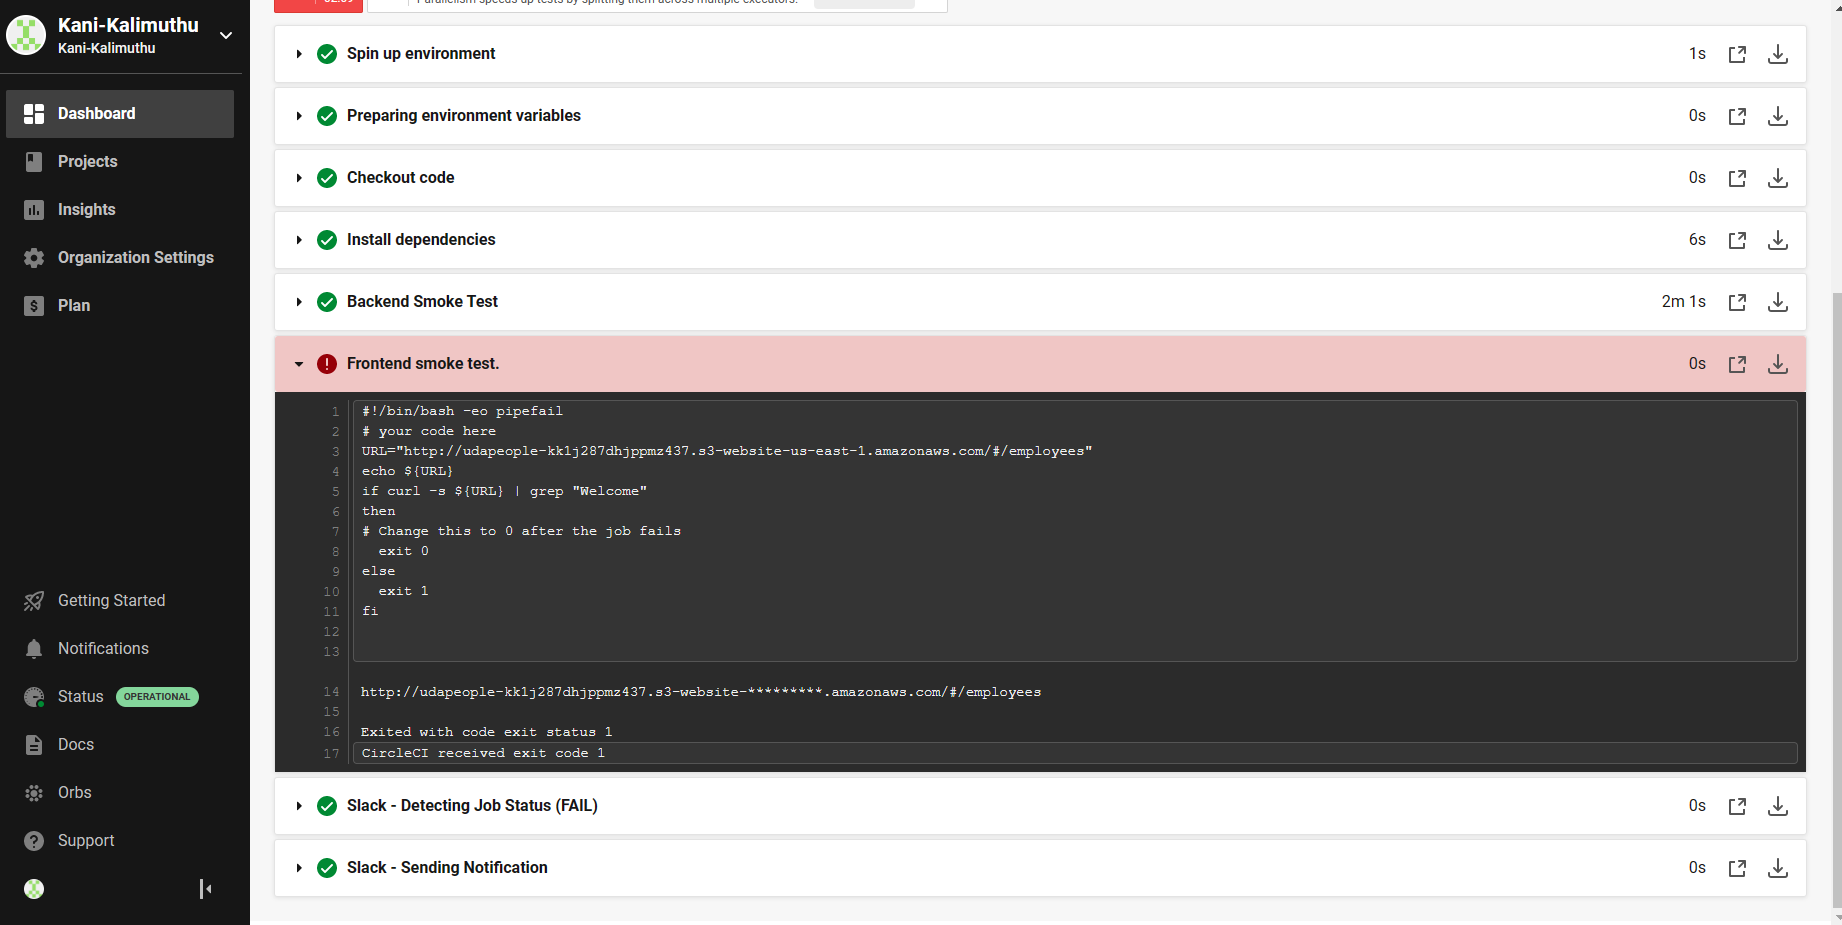 Kani-Kalimuthu
Kani-Kalimuthu
Dashboard
Projects
Insights
Organization Settings
Plan
Getting Started
Notifications
Status OPERATIONAL
Docs
Orbs
Support
Parallelism speeds up tests by splitting them across multiple executors.
Spin up environment 1s
Preparing environment variables 0s
Checkout code 0s
Install dependencies 6s
Backend Smoke Test 2m 1s
Frontend smoke test. 0s
1 #!/bin/bash -eo pipefail
2 # your code here
3 URL="http://udapeople-kk1j287dhjppmz437.s3-website-us-east-1.amazonaws.com/#/employees"
4 echo ${URL}
5 if curl -s ${URL} | grep "Welcome"
6 then
7 # Change this to 0 after the job fails
8 exit 0
9 else
10 exit 1
11 fi
12
13
14 http://udapeople-kk1j287dhjppmz437.s3-website-*********.amazonaws.com/#/employees
15
16 Exited with code exit status 1
17 CircleCI received exit code 1
Slack - Detecting Job Status (FAIL) 0s
Slack - Sending Notification 0s